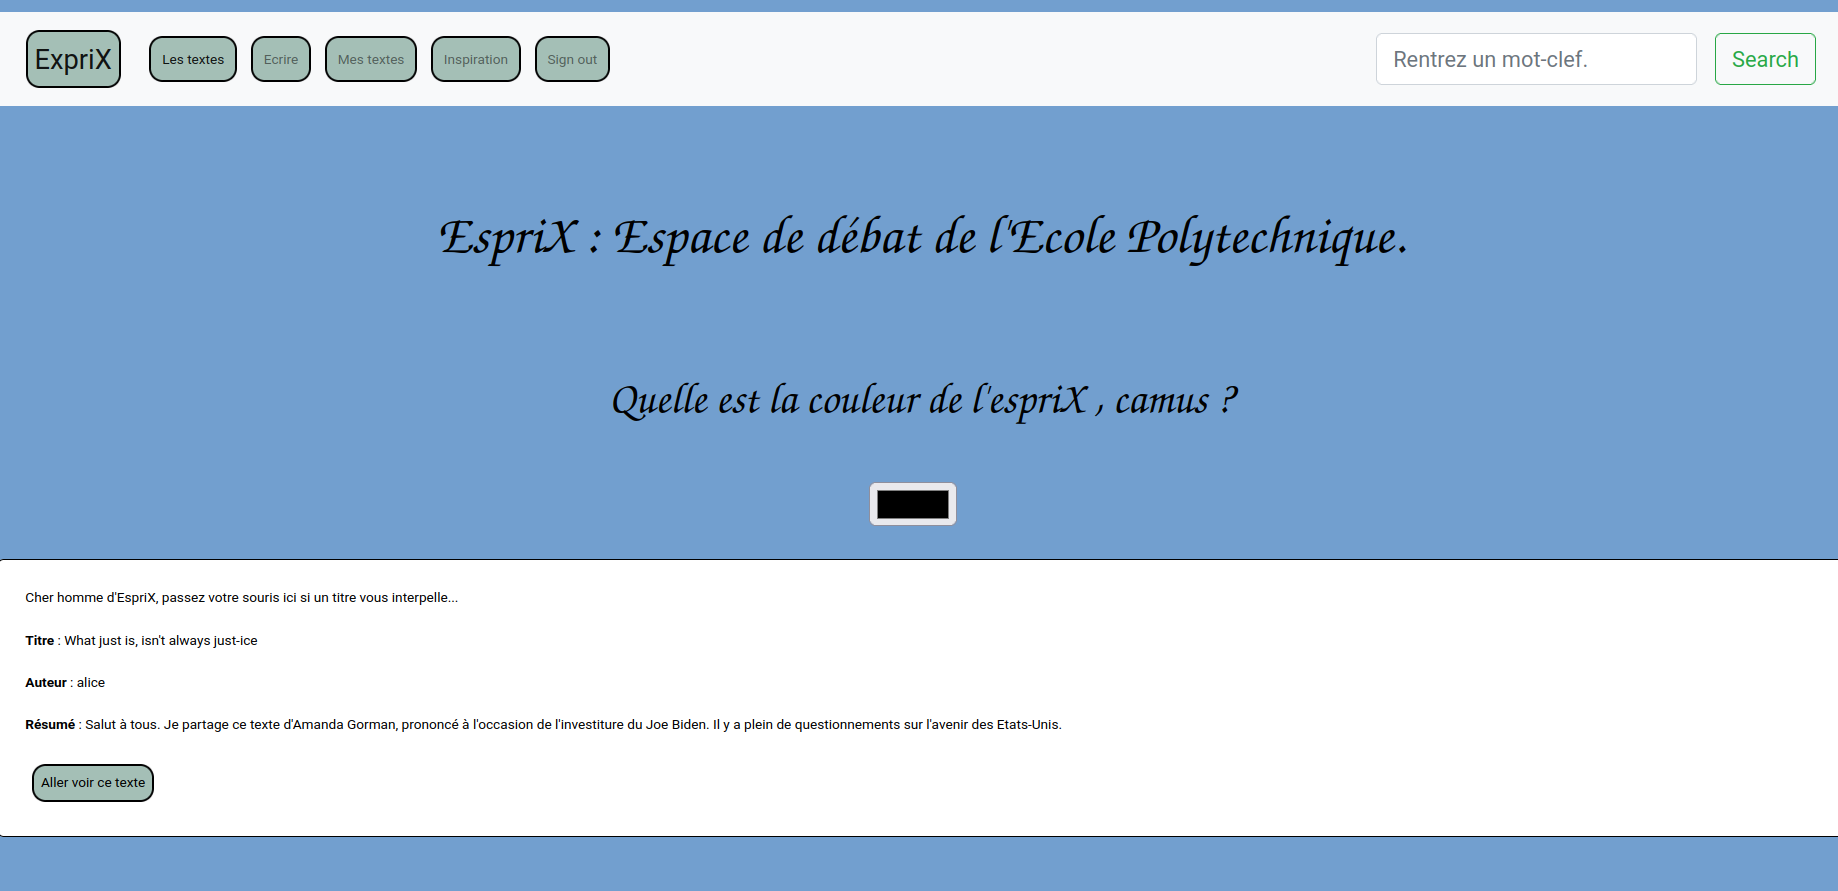 ExpriX Les textes Ecrire Mes textes Inspiration Sign out Rentrez un mot-clef. Search
EspriX : Espace de débat de l'Ecole Polytechnique.
Quelle est la couleur de l'espriX , camus ?
Cher homme d'EspriX, passez votre souris ici si un titre vous interpelle...
Titre : What just is, isn't always just-ice
Auteur : alice
Résumé : Salut à tous. Je partage ce texte d'Amanda Gorman, prononcé à l'occasion de l'investiture du Joe Biden. Il y a plein de questionnements sur l'avenir des Etats-Unis.
Aller voir ce texte